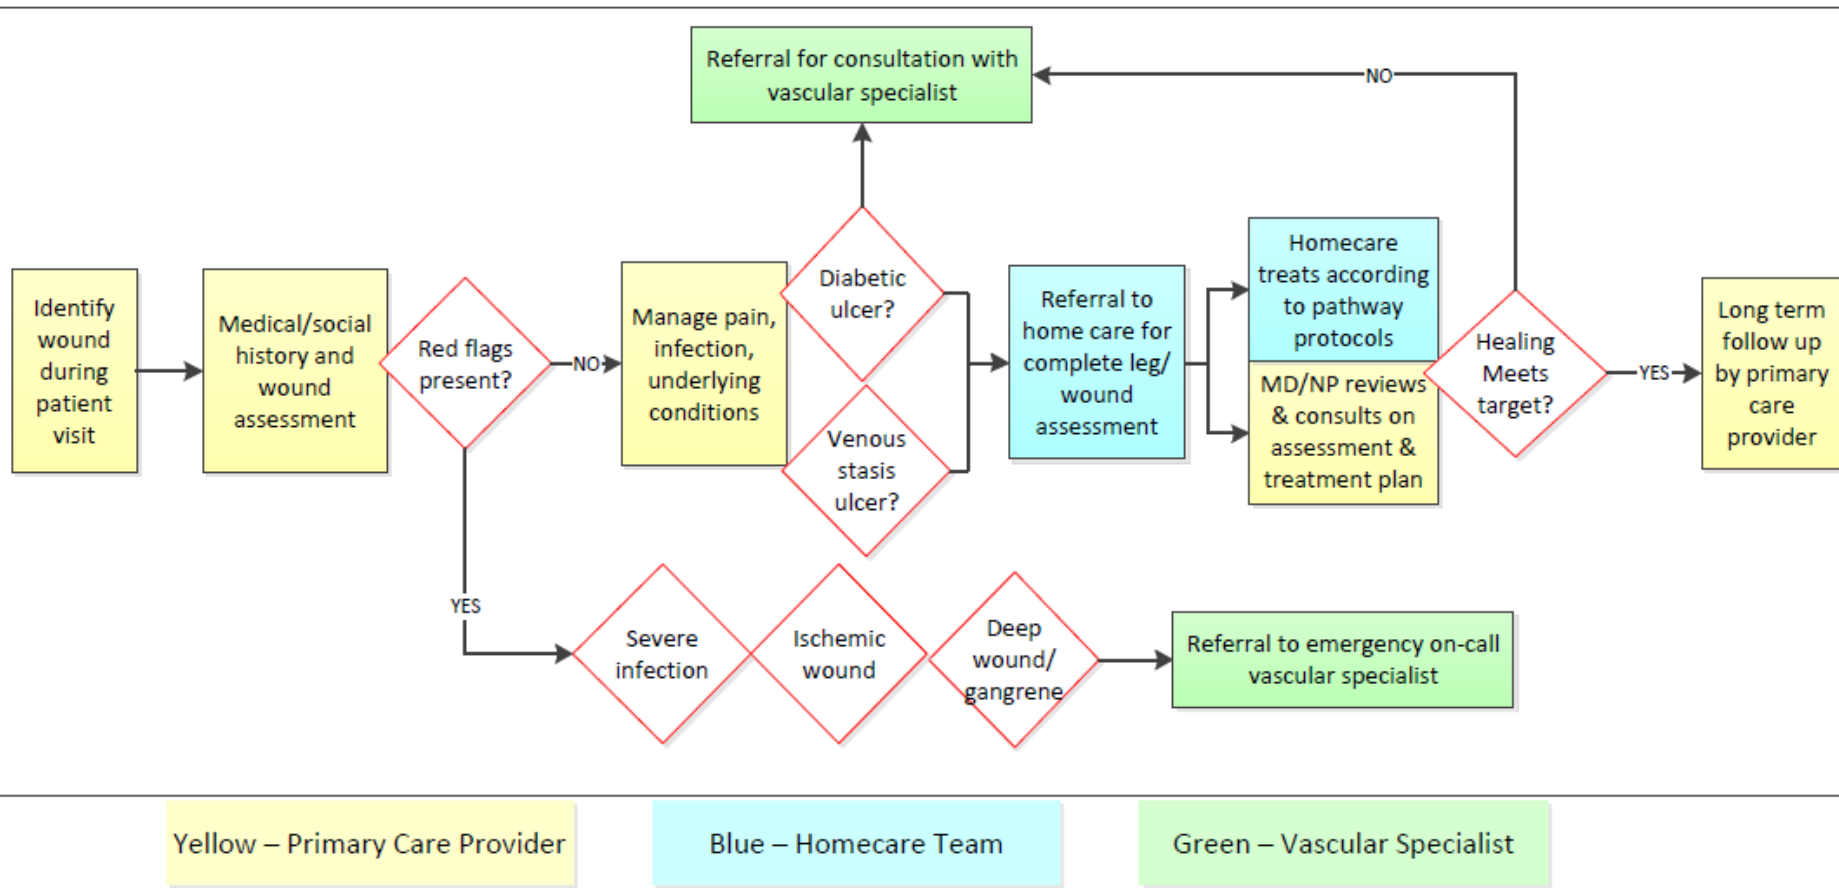 Referral for consultation with
vascular specialist
NO
Identify
wound
during
patient
visit
Medical/social
history and
wound
assessment
Red flags
present?
NO
Manage pain,
infection,
underlying
conditions
Diabetic
ulcer?
Venous
stasis
ulcer?
Referral to
home care for
complete leg/
wound
assessment
Homecare
treats according
to pathway
protocols
MD/NP reviews
& consults on
assessment &
treatment plan
Healing
Meets
target?
YES
Long term
follow up
by primary
care
provider
YES
Severe
infection
Ischemic
wound
Deep
wound/
gangrene
Referral to emergency on-call
vascular specialist
Yellow – Primary Care Provider
Blue – Homecare Team
Green – Vascular Specialist